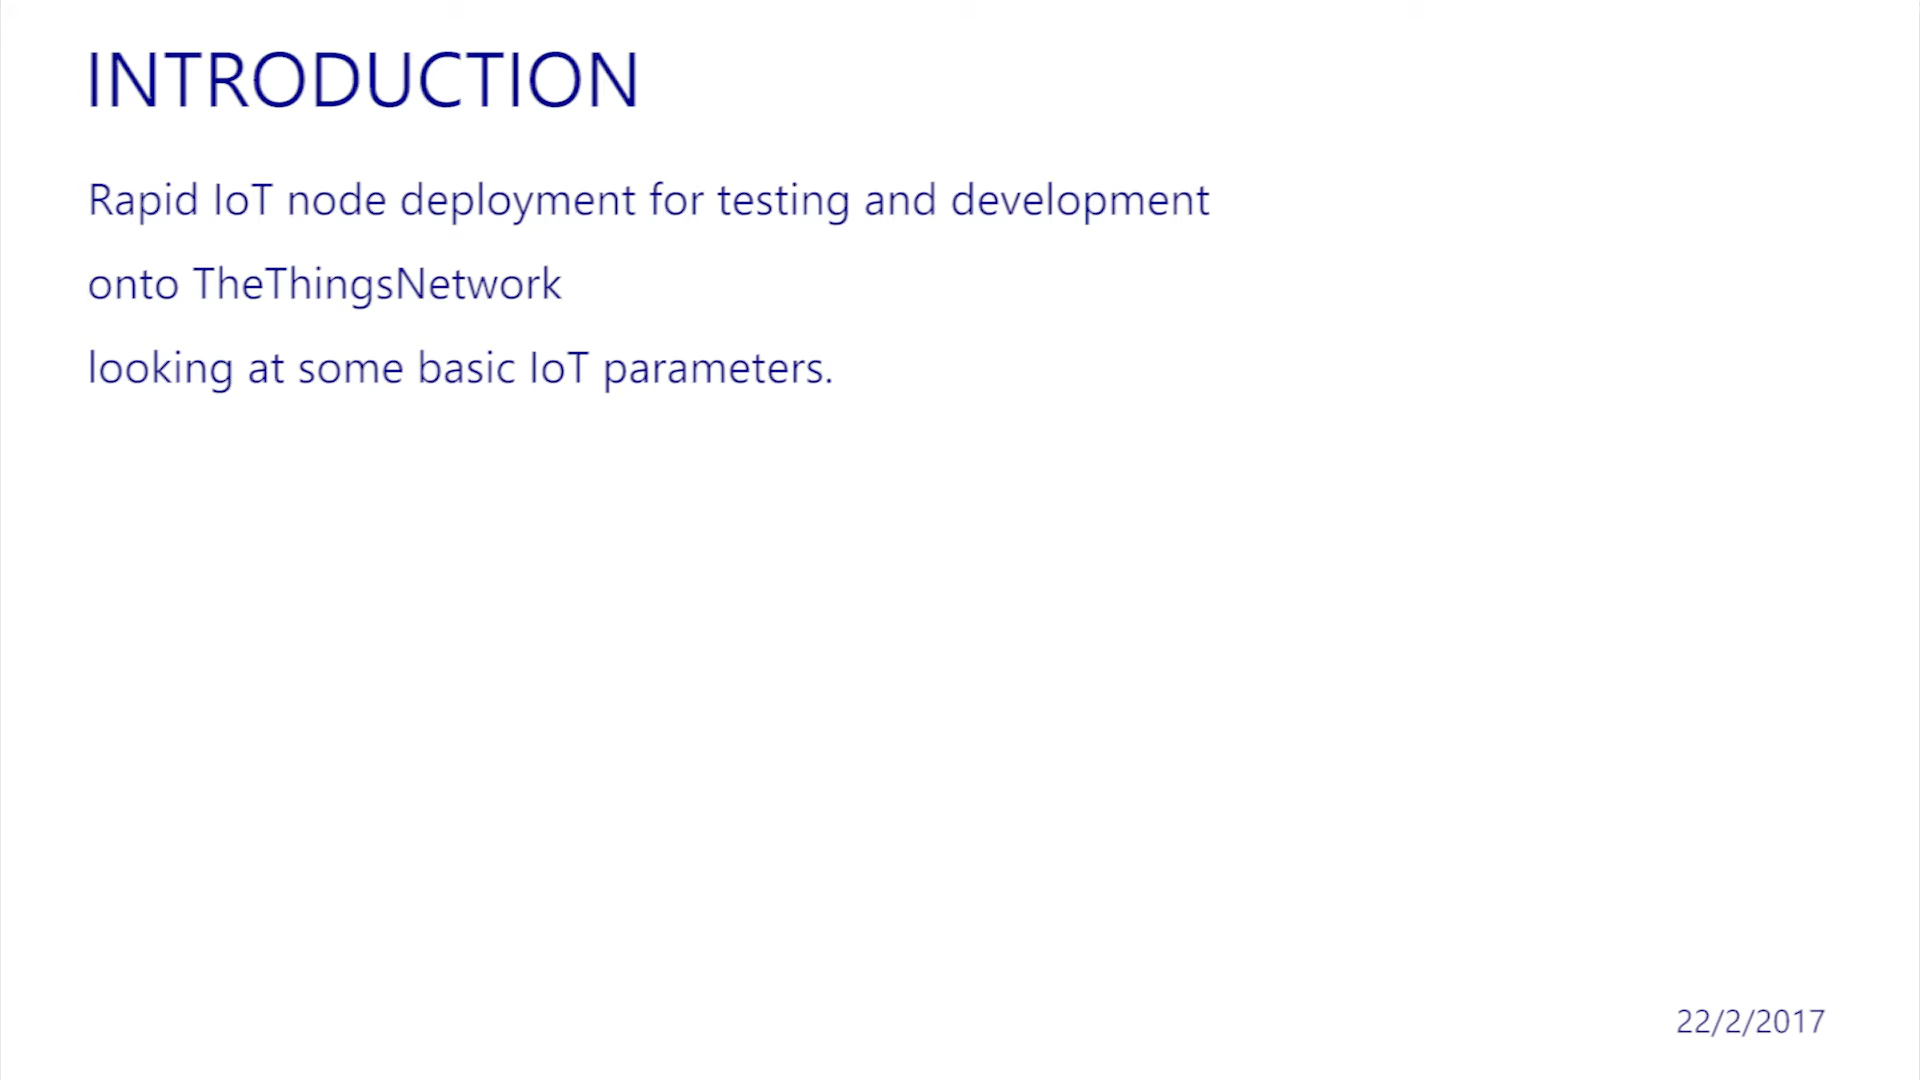 INTRODUCTION
Rapid IoT node deployment for testing and development
onto TheThingsNetwork
looking at some basic IoT parameters.
22/2/2017